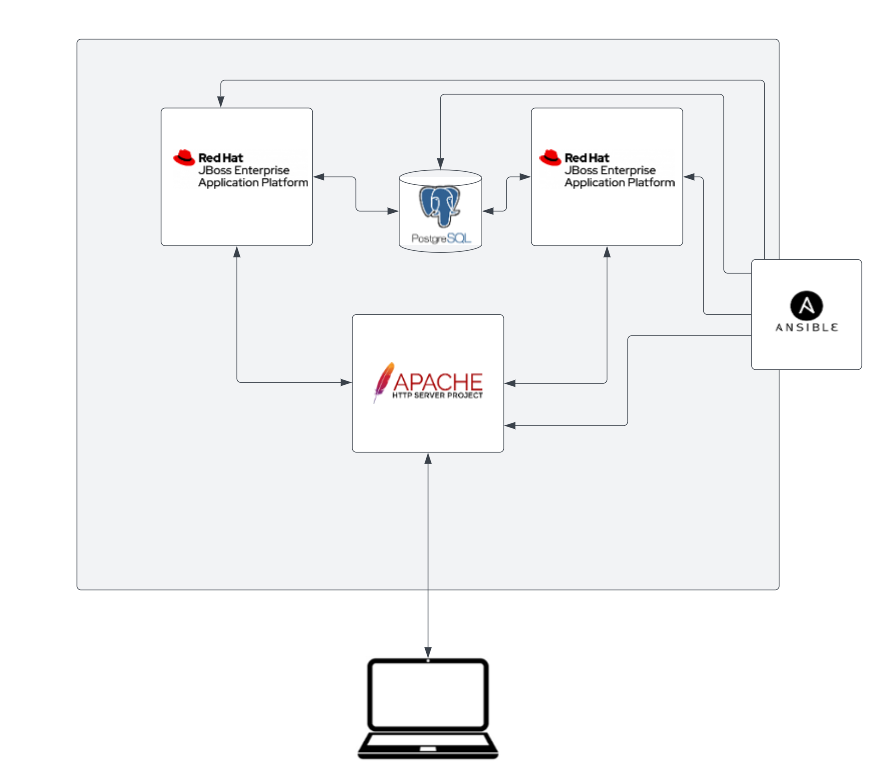 Red Hat
JBoss Enterprise
Application Platform
Red Hat
JBoss Enterprise
Application Platform
PostgreSQL
ANSIBLE
APACHE
HTTP SERVER PROJECT